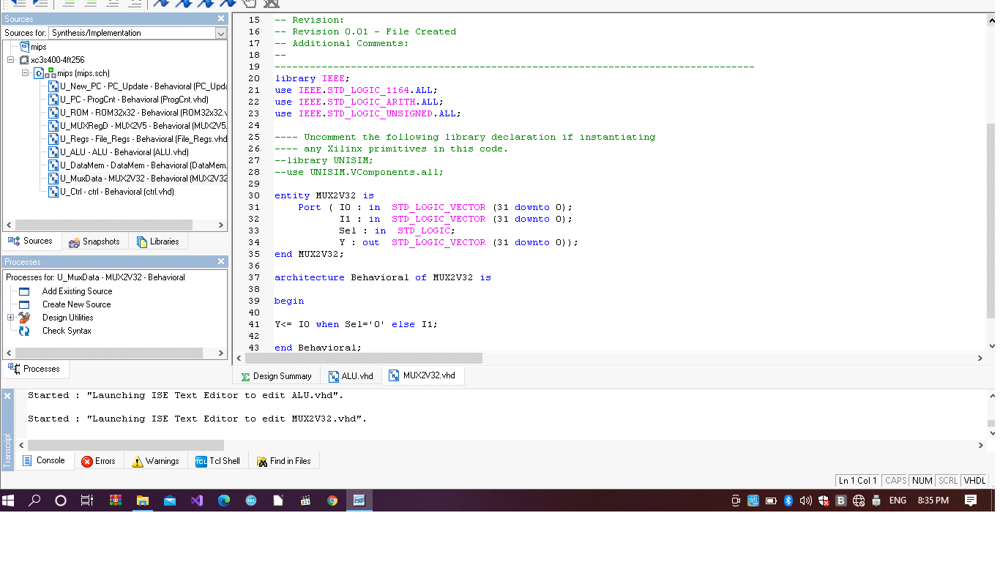 Sources
Sources for: Synthesis/Implementation
mips
xc3s400-4ft256
mips (mips.sch)
U_New_PC - PC_Update - Behavioral (PC_Upda
U_PC - ProgCnt - Behavioral (ProgCnt.vhd)
U_ROM - ROM32x32 - Behavioral (ROM32x32.v
U_MUXRegD - MUX2V5 - Behavioral (MUX2V5.
U_Regs - File_Regs - Behavioral (File_Regs.vhd
U_ALU - ALU - Behavioral (ALU.vhd)
U_DataMem - DataMem - Behavioral (DataMem.
U_MuxData - MUX2V32 - Behavioral (MUX2V32
U_Ctrl - ctrl - Behavioral (ctrl.vhd)
Sources
Snapshots
Libraries
Processes
Processes for: U_MuxData - MUX2V32 - Behavioral
Add Existing Source
Create New Source
Design Utilities
Check Syntax
Processes
15 -- Revision:
16 -- Revision 0.01 - File Created
17 -- Additional Comments:
18 --
19 ----------------------------------------------------------------------------------
20 library IEEE;
21 use IEEE.STD_LOGIC_1164.ALL;
22 use IEEE.STD_LOGIC_ARITH.ALL;
23 use IEEE.STD_LOGIC_UNSIGNED.ALL;
24
25 ---- Uncomment the following library declaration if instantiating
26 ---- any Xilinx primitives in this code.
27 --library UNISIM;
28 --use UNISIM.VComponents.all;
29
30 entity MUX2V32 is
31 Port ( I0 : in STD_LOGIC_VECTOR (31 downto 0);
32 I1 : in STD_LOGIC_VECTOR (31 downto 0);
33 Sel : in STD_LOGIC;
34 Y : out STD_LOGIC_VECTOR (31 downto 0));
35 end MUX2V32;
36
37 architecture Behavioral of MUX2V32 is
38
39 begin
40
41 Y<= I0 when Sel='0' else I1;
42
43 end Behavioral;
Design Summary
ALU.vhd
MUX2V32.vhd
Started : "Launching ISE Text Editor to edit ALU.vhd".
Started : "Launching ISE Text Editor to edit MUX2V32.vhd".
Transcript
Console
Errors
Warnings
TCL Tcl Shell
Find in Files
Ln 1 Col 1 CAPS NUM SCRL VHDL
ISE
B
ENG
8:35 PM